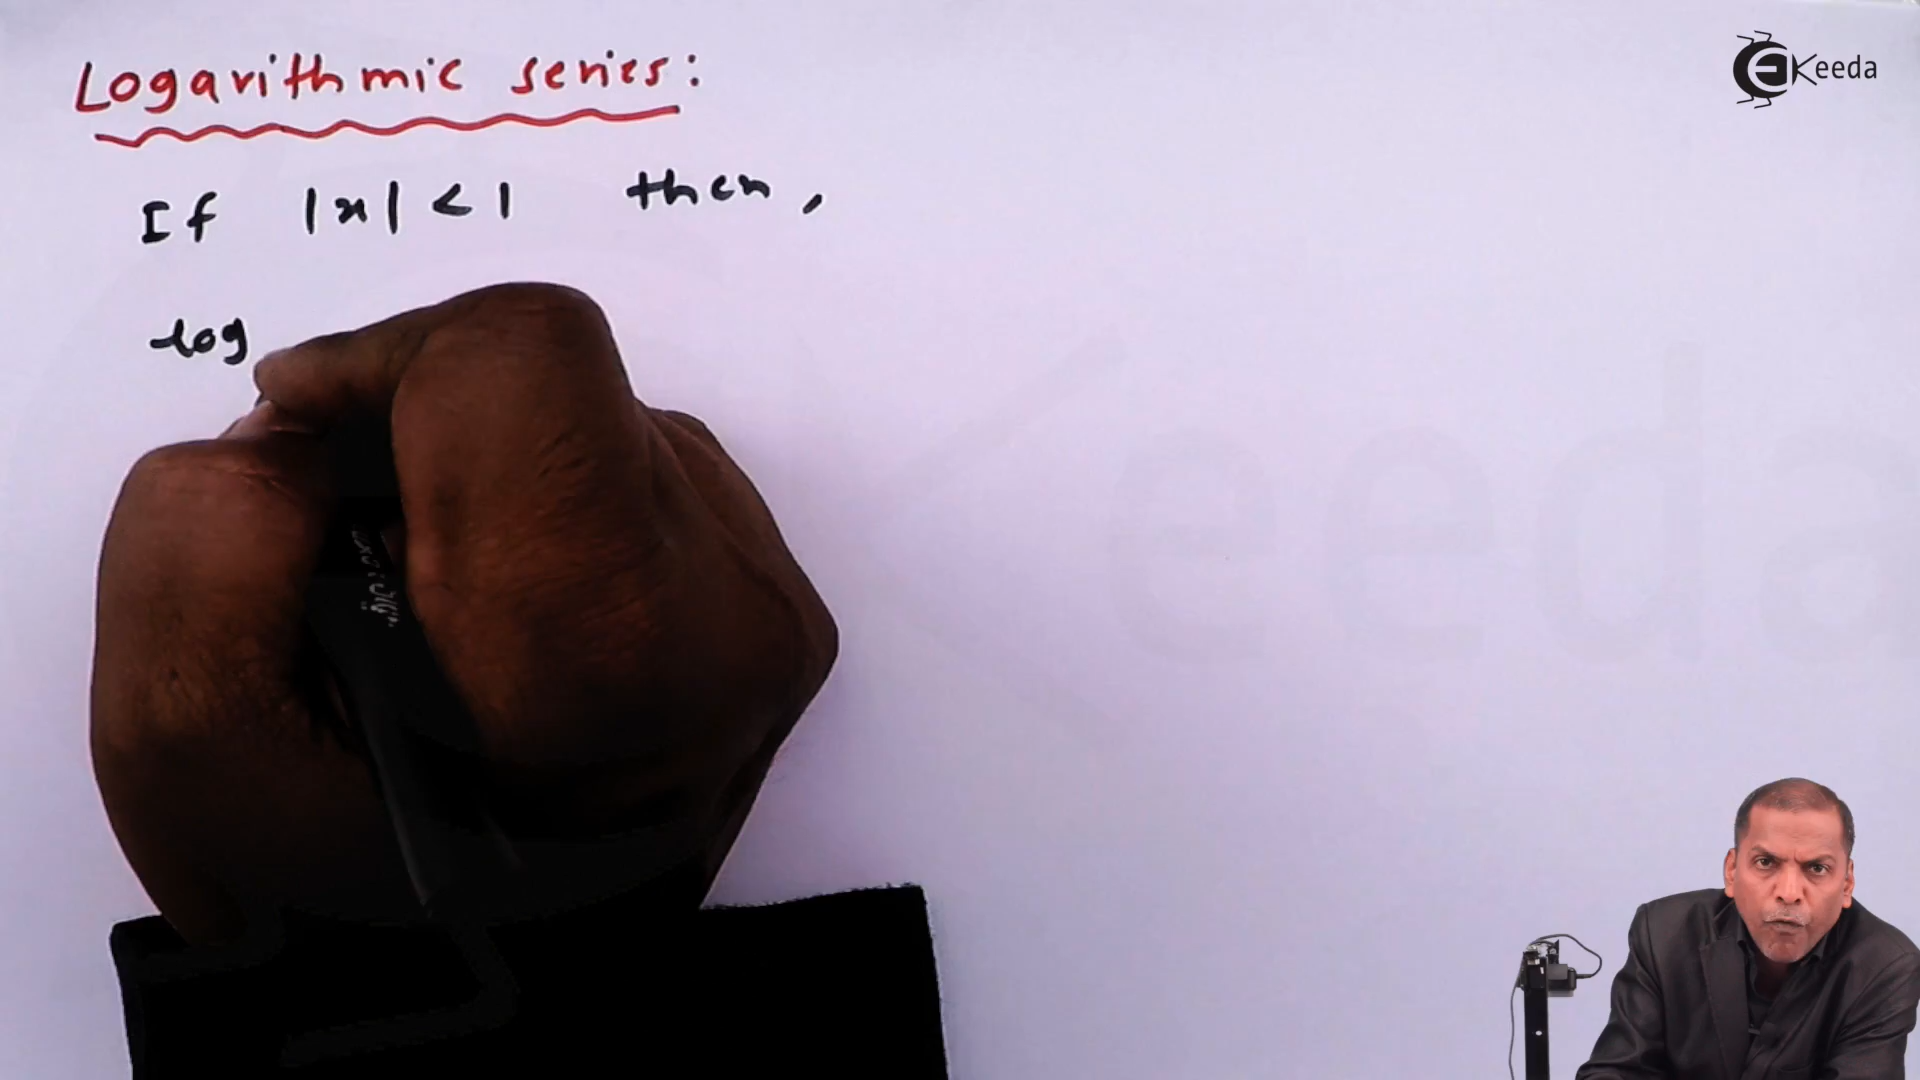 Logarithmic series:
Keeda
If |x| < 1 then,
log